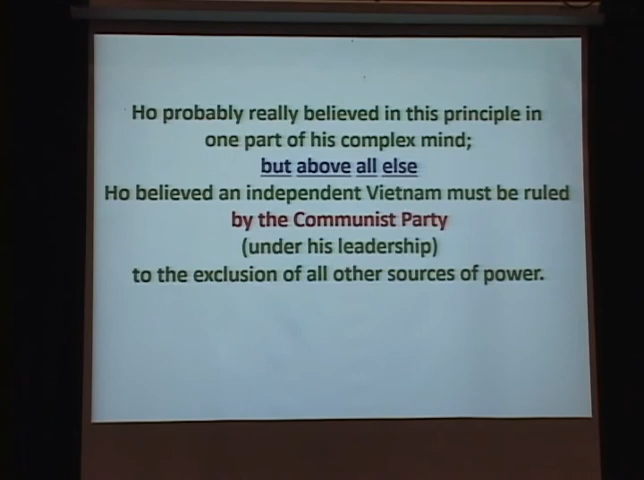 Ho probably really believed in this principle in
one part of his complex mind;
but above all else
Ho believed an independent Vietnam must be ruled
by the Communist Party
(under his leadership)
to the exclusion of all other sources of power.